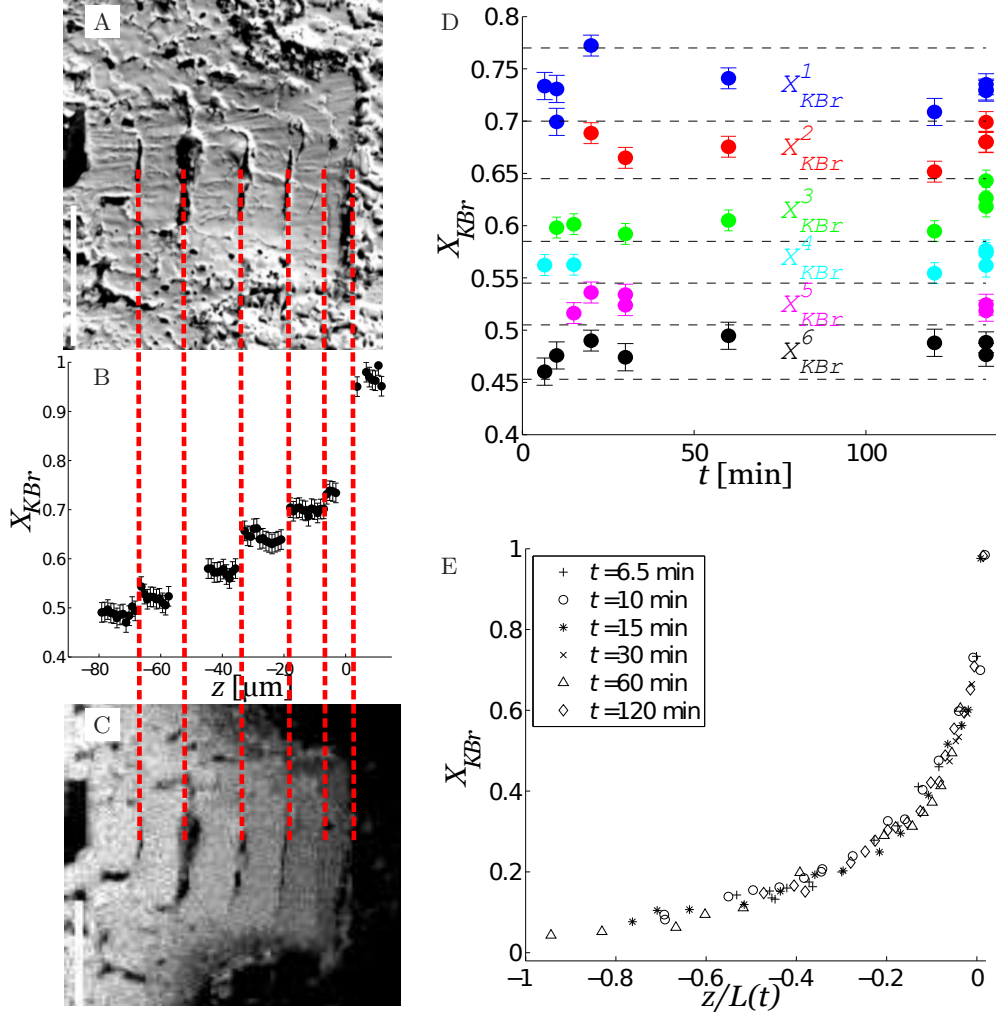 A
B
X_KBr
1
0.9
0.8
0.7
0.6
0.5
0.4
−80
−60
−40
−20
0
z [μm]
C
D
X_KBr
0.8
0.75
0.7
0.65
0.6
0.55
0.5
0.45
0.4
X^1_KBr
X^2_KBr
X^3_KBr
X^4_KBr
X^5_KBr
X^6_KBr
0
50
100
t [min]
E
X_KBr
1
0.8
0.6
0.4
0.2
0
t=6.5 min
t=10 min
t=15 min
t=30 min
t=60 min
t=120 min
−1
−0.8
−0.6
−0.4
−0.2
0
z/L(t)